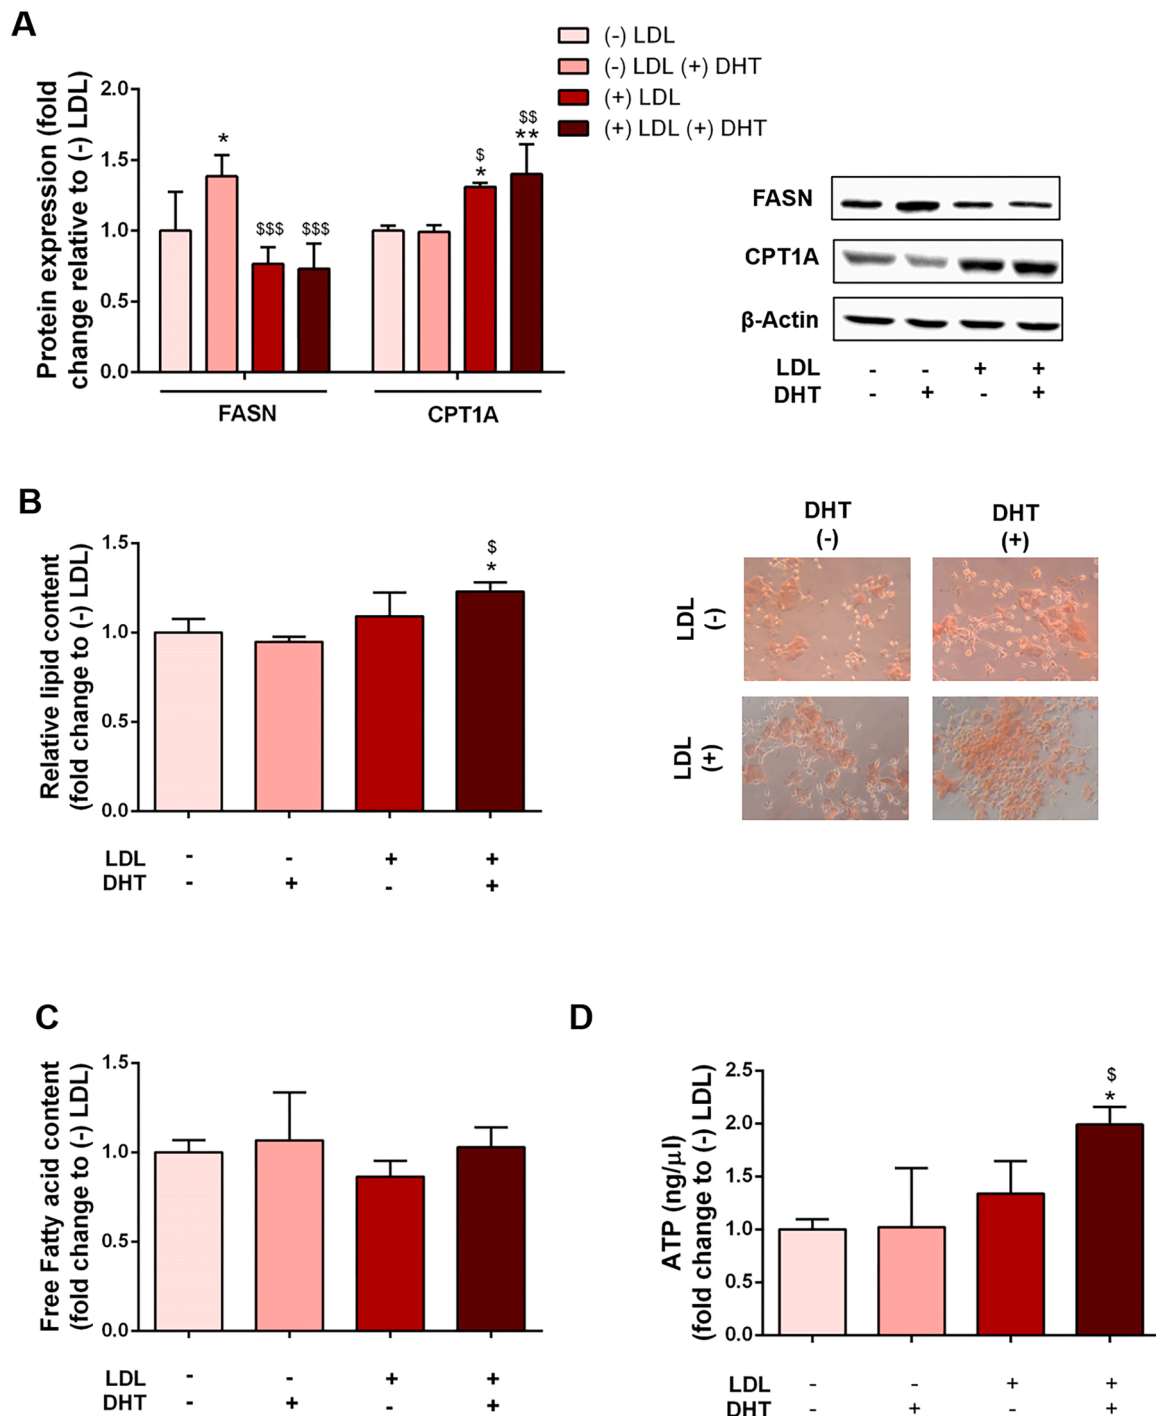 A
(-) LDL
(-) LDL (+) DHT
(+) LDL
(+) LDL (+) DHT
Protein expression (fold
change relative to (-) LDL)
2.0
1.5
1.0
0.5
0.0
*
$$$
$$$
$
*
$$
**
FASN
CPT1A
FASN
CPT1A
β-Actin
LDL - - + +
DHT - + - +
B
Relative lipid content
(fold change to (-) LDL)
1.5
1.0
0.5
0.0
$
*
LDL - - + +
DHT - + - +
DHT
(-)
DHT
(+)
LDL
(-)
LDL
(+)
C
Free Fatty acid content
(fold change to (-) LDL)
1.5
1.0
0.5
0.0
LDL - - + +
DHT - + - +
D
ATP (ng/μl)
(fold change to (-) LDL)
2.5
2.0
1.5
1.0
0.5
0.0
$
*
LDL - - + +
DHT - + - +